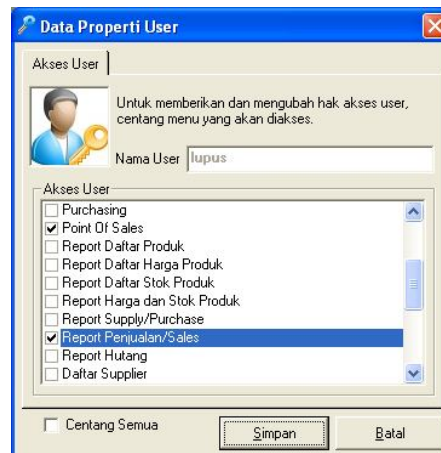 Data Properti User
Akses User
Untuk memberikan dan mengubah hak akses user,
centang menu yang akan diakses.
Nama User lupus
Akses User
Purchasing
Point Of Sales
Report Daftar Produk
Report Daftar Harga Produk
Report Daftar Stok Produk
Report Harga dan Stok Produk
Report Supply/Purchase
Report Penjualan/Sales
Report Hutang
Daftar Supplier
Centang Semua
Simpan Batal